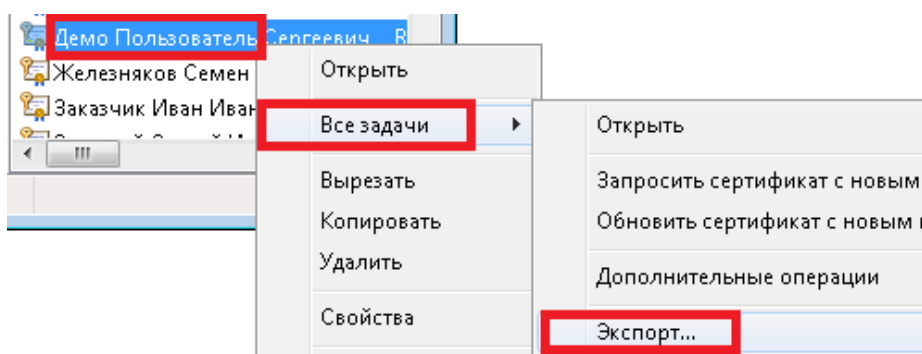 Демо Пользователь Сергеевич R
Железняков Семен
Заказчик Иван Иван
Открыть
Все задачи
Вырезать
Копировать
Удалить
Свойства
Открыть
Запросить сертификат с новым
Обновить сертификат с новым
Дополнительные операции
Экспорт...